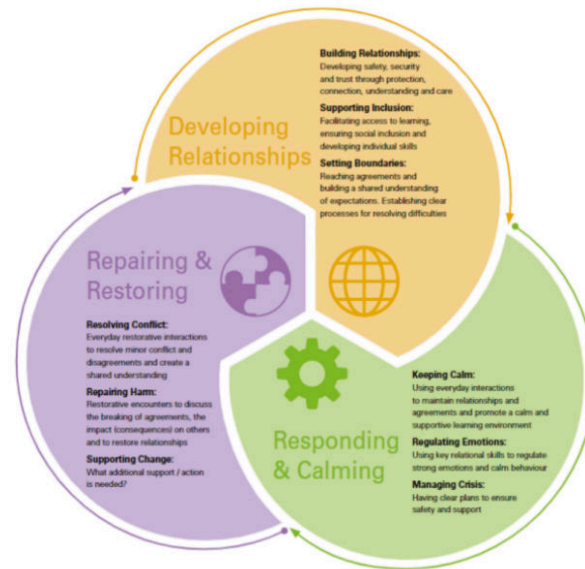 Developing
Relationships
Building Relationships:
Developing safety, security
and trust through protection,
connection, understanding and care
Supporting Inclusion:
Facilitating access to learning,
ensuring social inclusion and
developing individual skills
Setting Boundaries:
Reaching agreements and
building a shared understanding
of expectations. Establishing clear
processes for resolving difficulties
Repairing &
Restoring
Resolving Conflict:
Everyday restorative interactions
to resolve minor conflict and
disagreements and create a
shared understanding
Repairing Harm:
Restorative encounters to discuss
the breaking of agreements, the
impact (consequences) on others
and to restore relationships
Supporting Change:
What additional support / action
is needed?
Responding
& Calming
Keeping Calm:
Using everyday interactions
to maintain relationships and
agreements and promote a calm and
supportive learning environment
Regulating Emotions:
Using key relational skills to regulate
strong emotions and calm behaviour
Managing Crisis:
Having clear plans to ensure
safety and support